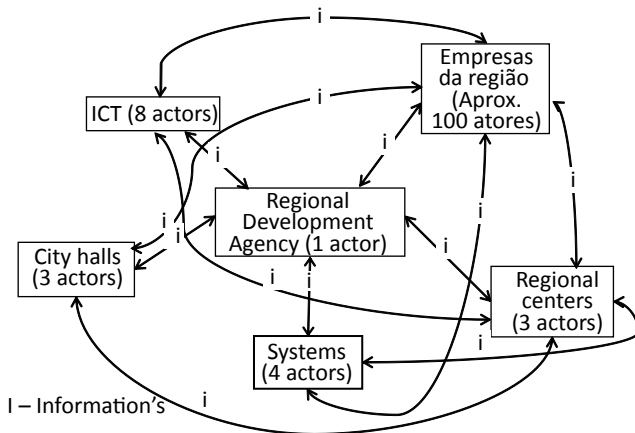 i
Empresas
da região
(Aprox.
100 atores)
i
ICT (8 actors)
i
i
i
Regional
Development
Agency (1 actor)
i
i
City halls
(3 actors)
i
i
i
i
Regional
centers
(3 actors)
i
i
Systems
(4 actors)
I – Information's
i